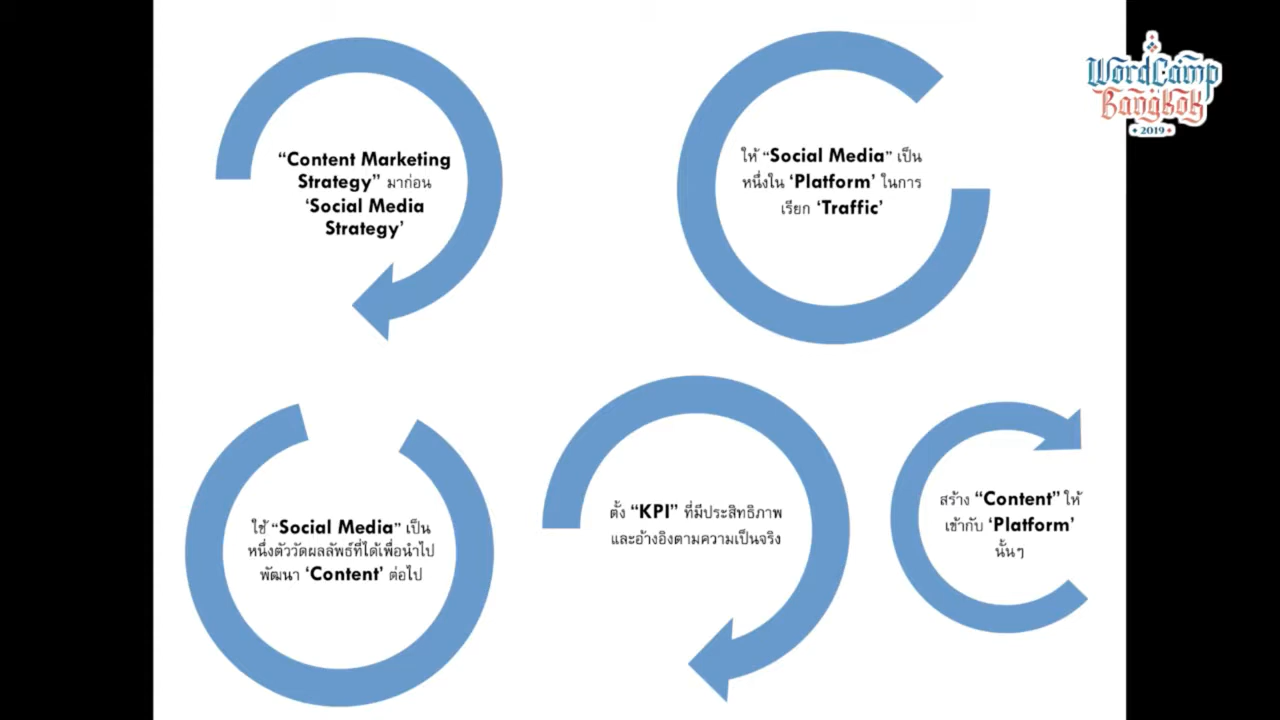 “Content Marketing
Strategy” มาก่อน
‘Social Media
Strategy’
ให้ “Social Media” เป็น
หนึ่งใน ‘Platform’ ในการ
เรียก ‘Traffic’
WordCamp
Bangkok
2019
ใช้ “Social Media” เป็น
หนึ่งตัววัดผลลัพธ์ที่ได้เพื่อนำไป
พัฒนา ‘Content’ ต่อไป
ตั้ง “KPI” ที่มีประสิทธิภาพ
และอ้างอิงตามความเป็นจริง
สร้าง “Content” ให้
เข้ากับ ‘Platform’
นั้นๆ